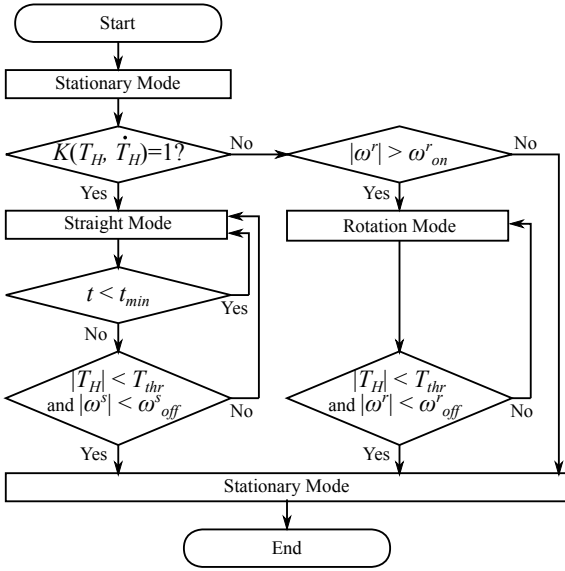 Start
Stationary Mode
K(T_H, Ṫ_H)=1?
No
|ω^r| > ω^r_on
No
Yes
Yes
Straight Mode
Rotation Mode
t < t_min
Yes
No
|T_H| < T_thr
and |ω^s| < ω^s_off
No
|T_H| < T_thr
and |ω^r| < ω^r_off
No
Yes
Yes
Stationary Mode
End